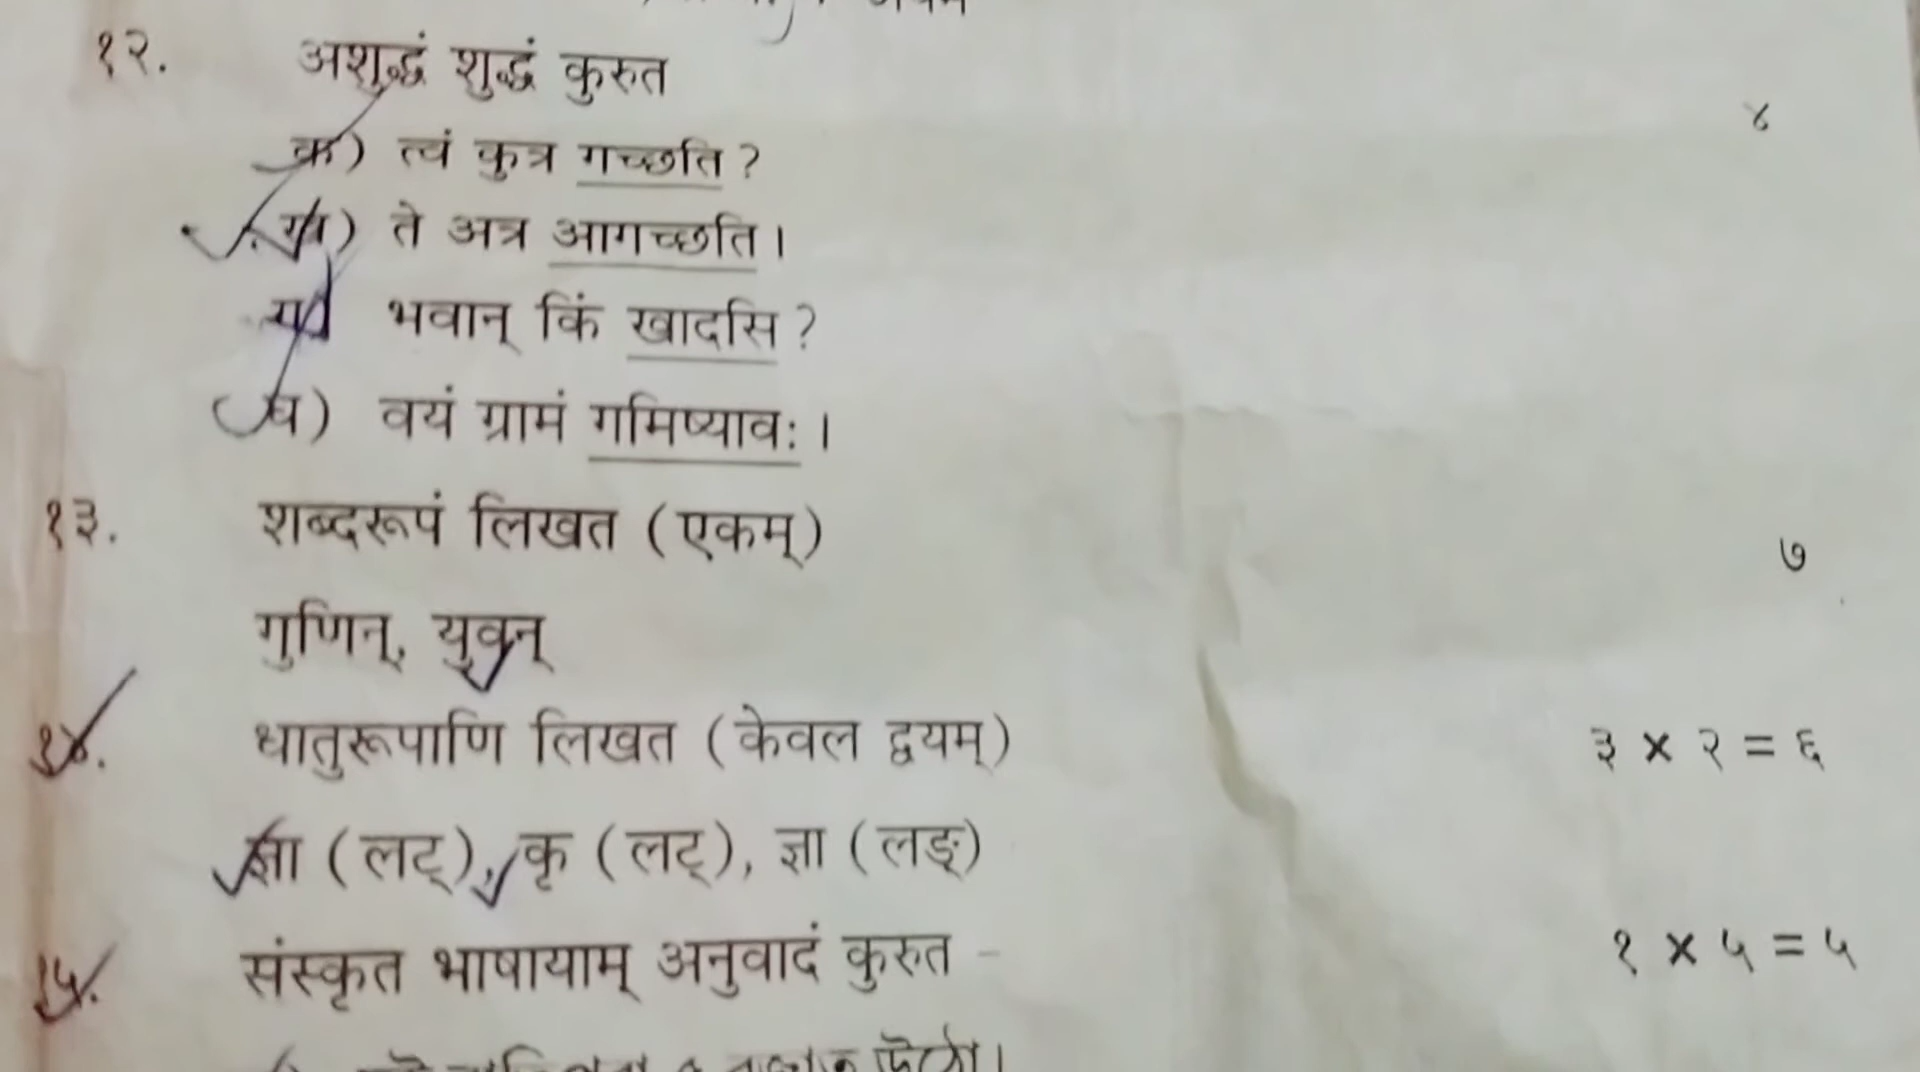 १२. अशुद्धं शुद्धं कुरुत ४
क) त्वं कुत्र गच्छति ?
ते अत्र आगच्छति ।
भवान् किं खादसि ?
घ) वयं ग्रामं गमिष्यावः ।
१३. शब्दरूपं लिखत (एकम्) ७
गुणिन्, युवन्
१४. धातुरूपाणि लिखत (केवल द्वयम्) ३ × २ = ६
ज्ञा (लट्), कृ (लट्), ज्ञा (लङ्)
१५. संस्कृत भाषायाम् अनुवादं कुरुत - १ × ५ = ५